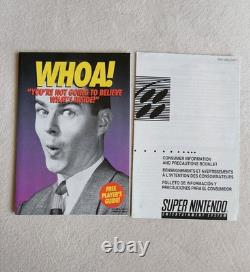 WHOA!
"YOU'RE NOT GOING TO BELIEVE
WHAT'S INSIDE!"
FREE
PLAYER'S
GUIDE!
CONSUMER INFORMATION
AND PRECAUTIONS BOOKLET
RENSEIGNEMENTS ET AVERTISSEMENTS
À L'INTENTION DES CONSOMMATEURS
FOLLETO DE INFORMACIÓN Y
PRECAUCIONES PARA EL CONSUMIDOR
SUPER NINTENDO
ENTERTAINMENT SYSTEM